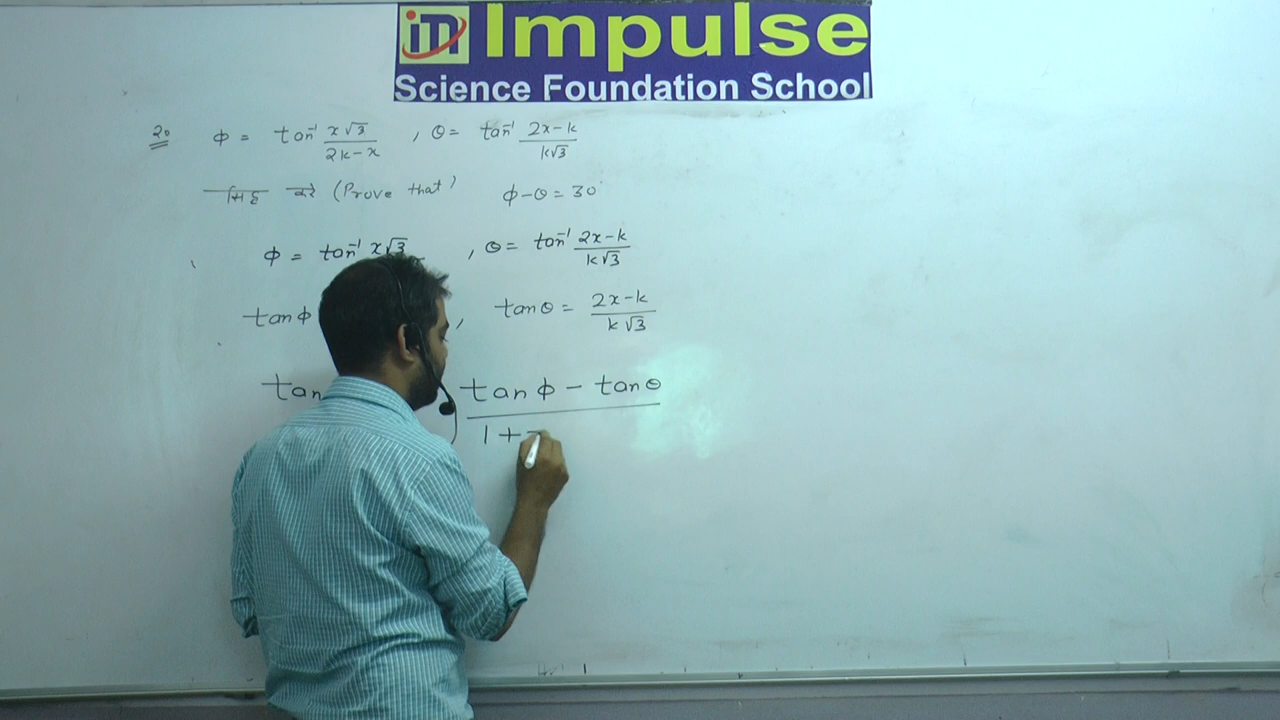 in Impulse
Science Foundation School
20 φ = tan⁻¹ x√3/2k-x , θ = tan⁻¹ 2x-k/k√3
सिद्ध करे (Prove that) φ-θ = 30°
φ = tan⁻¹ x√3 , θ = tan⁻¹ 2x-k/k√3
tanφ , tanθ = 2x-k/k√3
tan tanφ - tanθ
1+